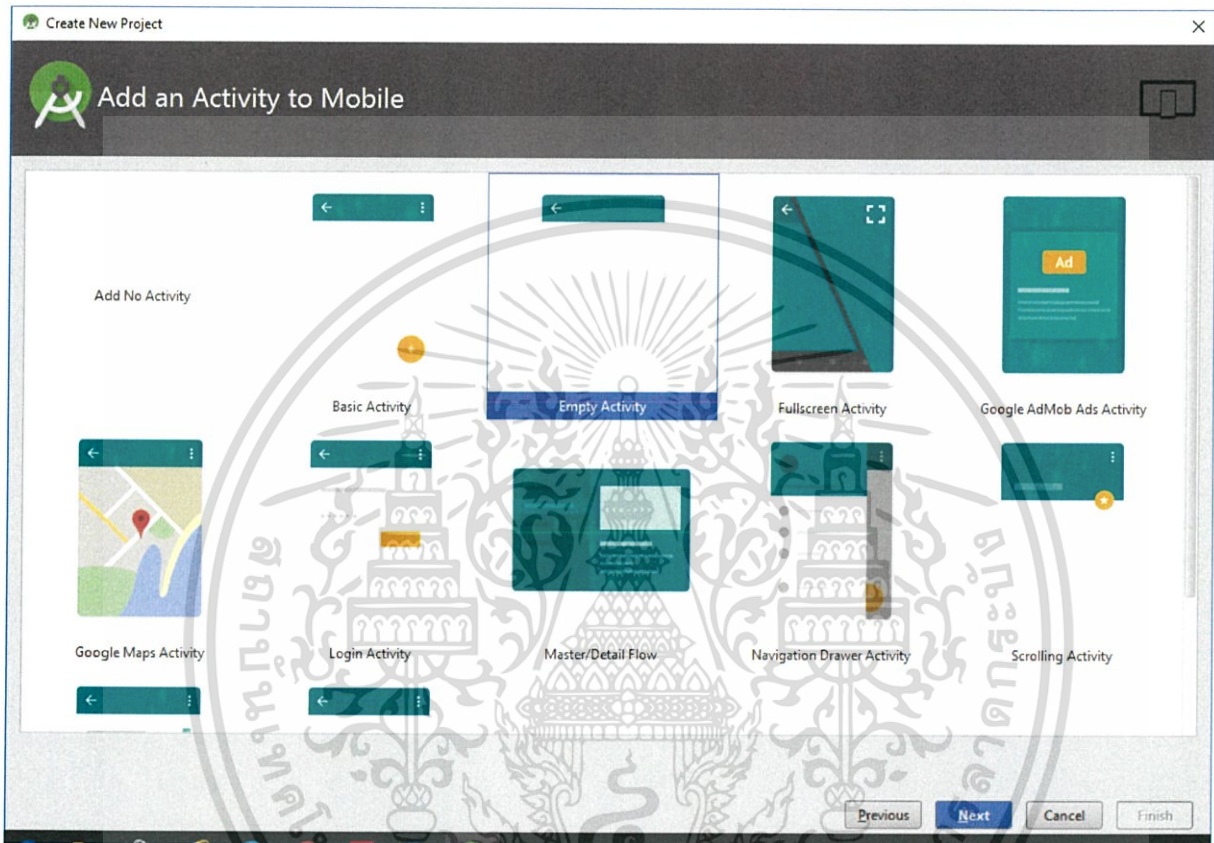 Create New Project
Add an Activity to Mobile
Add No Activity
Basic Activity
Empty Activity
Fullscreen Activity
Ad
Google AdMob Ads Activity
Google Maps Activity
Login Activity
Master/Detail Flow
Navigation Drawer Activity
Scrolling Activity
Previous
Next
Cancel
Finish